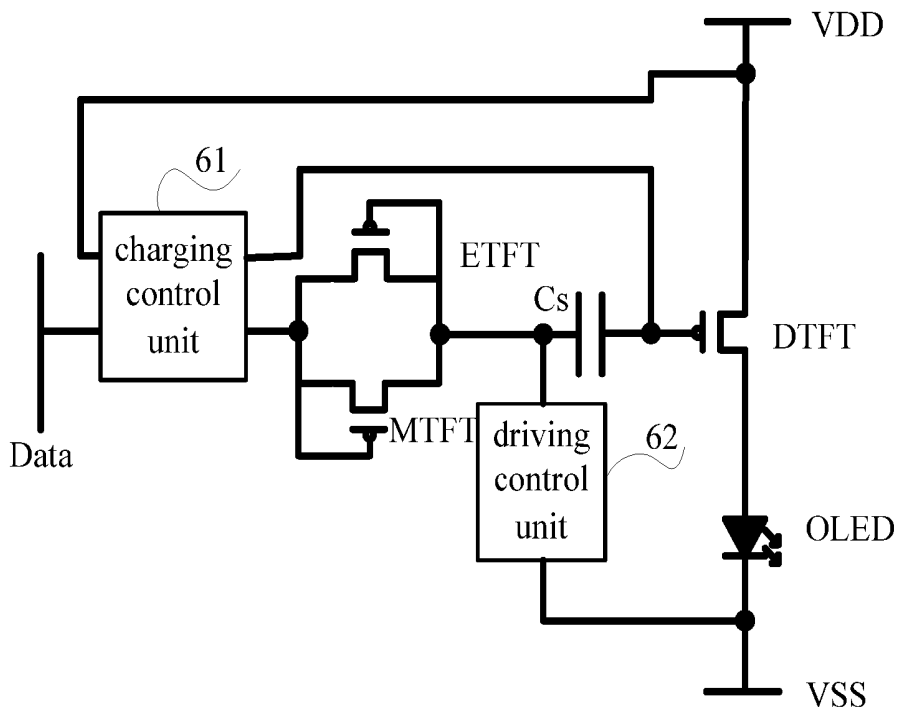 VDD
61
charging
control
unit
ETFT
Cs
DTFT
MTFT
Data
driving
control
unit
62
OLED
VSS